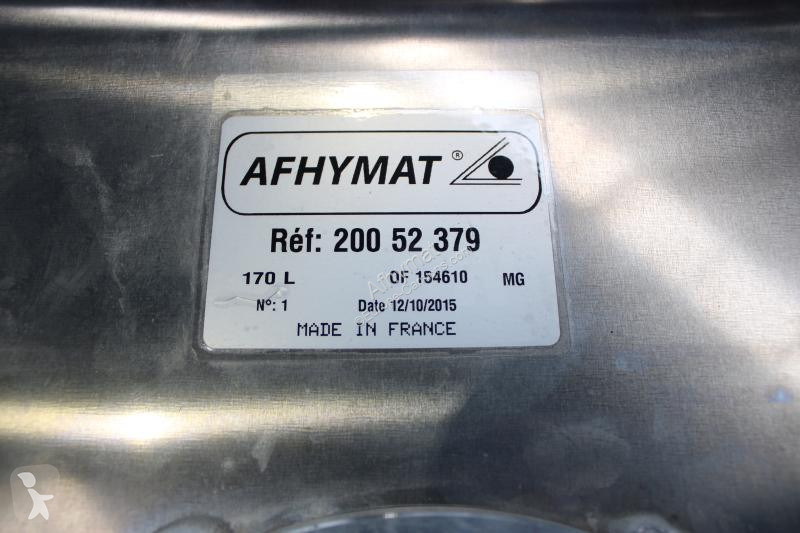 AFHYMAT ®
Réf: 200 52 379
170 L OF 154610 MG
N°: 1 Date 12/10/2015
MADE IN FRANCE